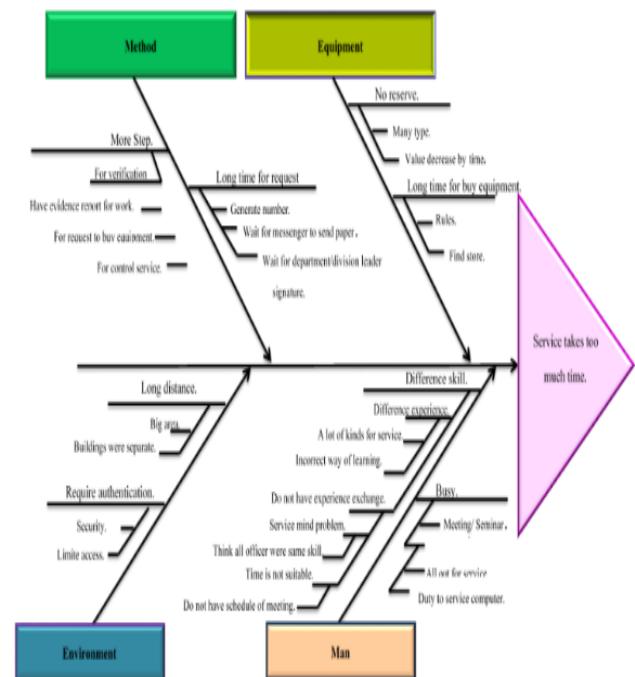 Method
Equipment
No reserve.
Many type.
Value decrease by time.
More Step.
For verification
Have evidence report for work.
For request to buy equipment.
For control service.
Long time for request
Generate number.
Wait for messenger to send paper.
Wait for department/division leader
signature.
Long time for buy equipment.
Rules.
Find store.
Service takes too
much time.
Long distance.
Big area.
Buildings were separate.
Require authentication.
Security.
Limite access.
Difference skill.
Difference experience.
A lot of kinds for service.
Incorrect way of learning.
Do not have experience exchange.
Service mind problem.
Think all officer were same skill
Time is not suitable.
Do not have schedule of meeting.
Busy.
Meeting/ Seminar.
All out for service
Duty to service computer.
Environment
Man